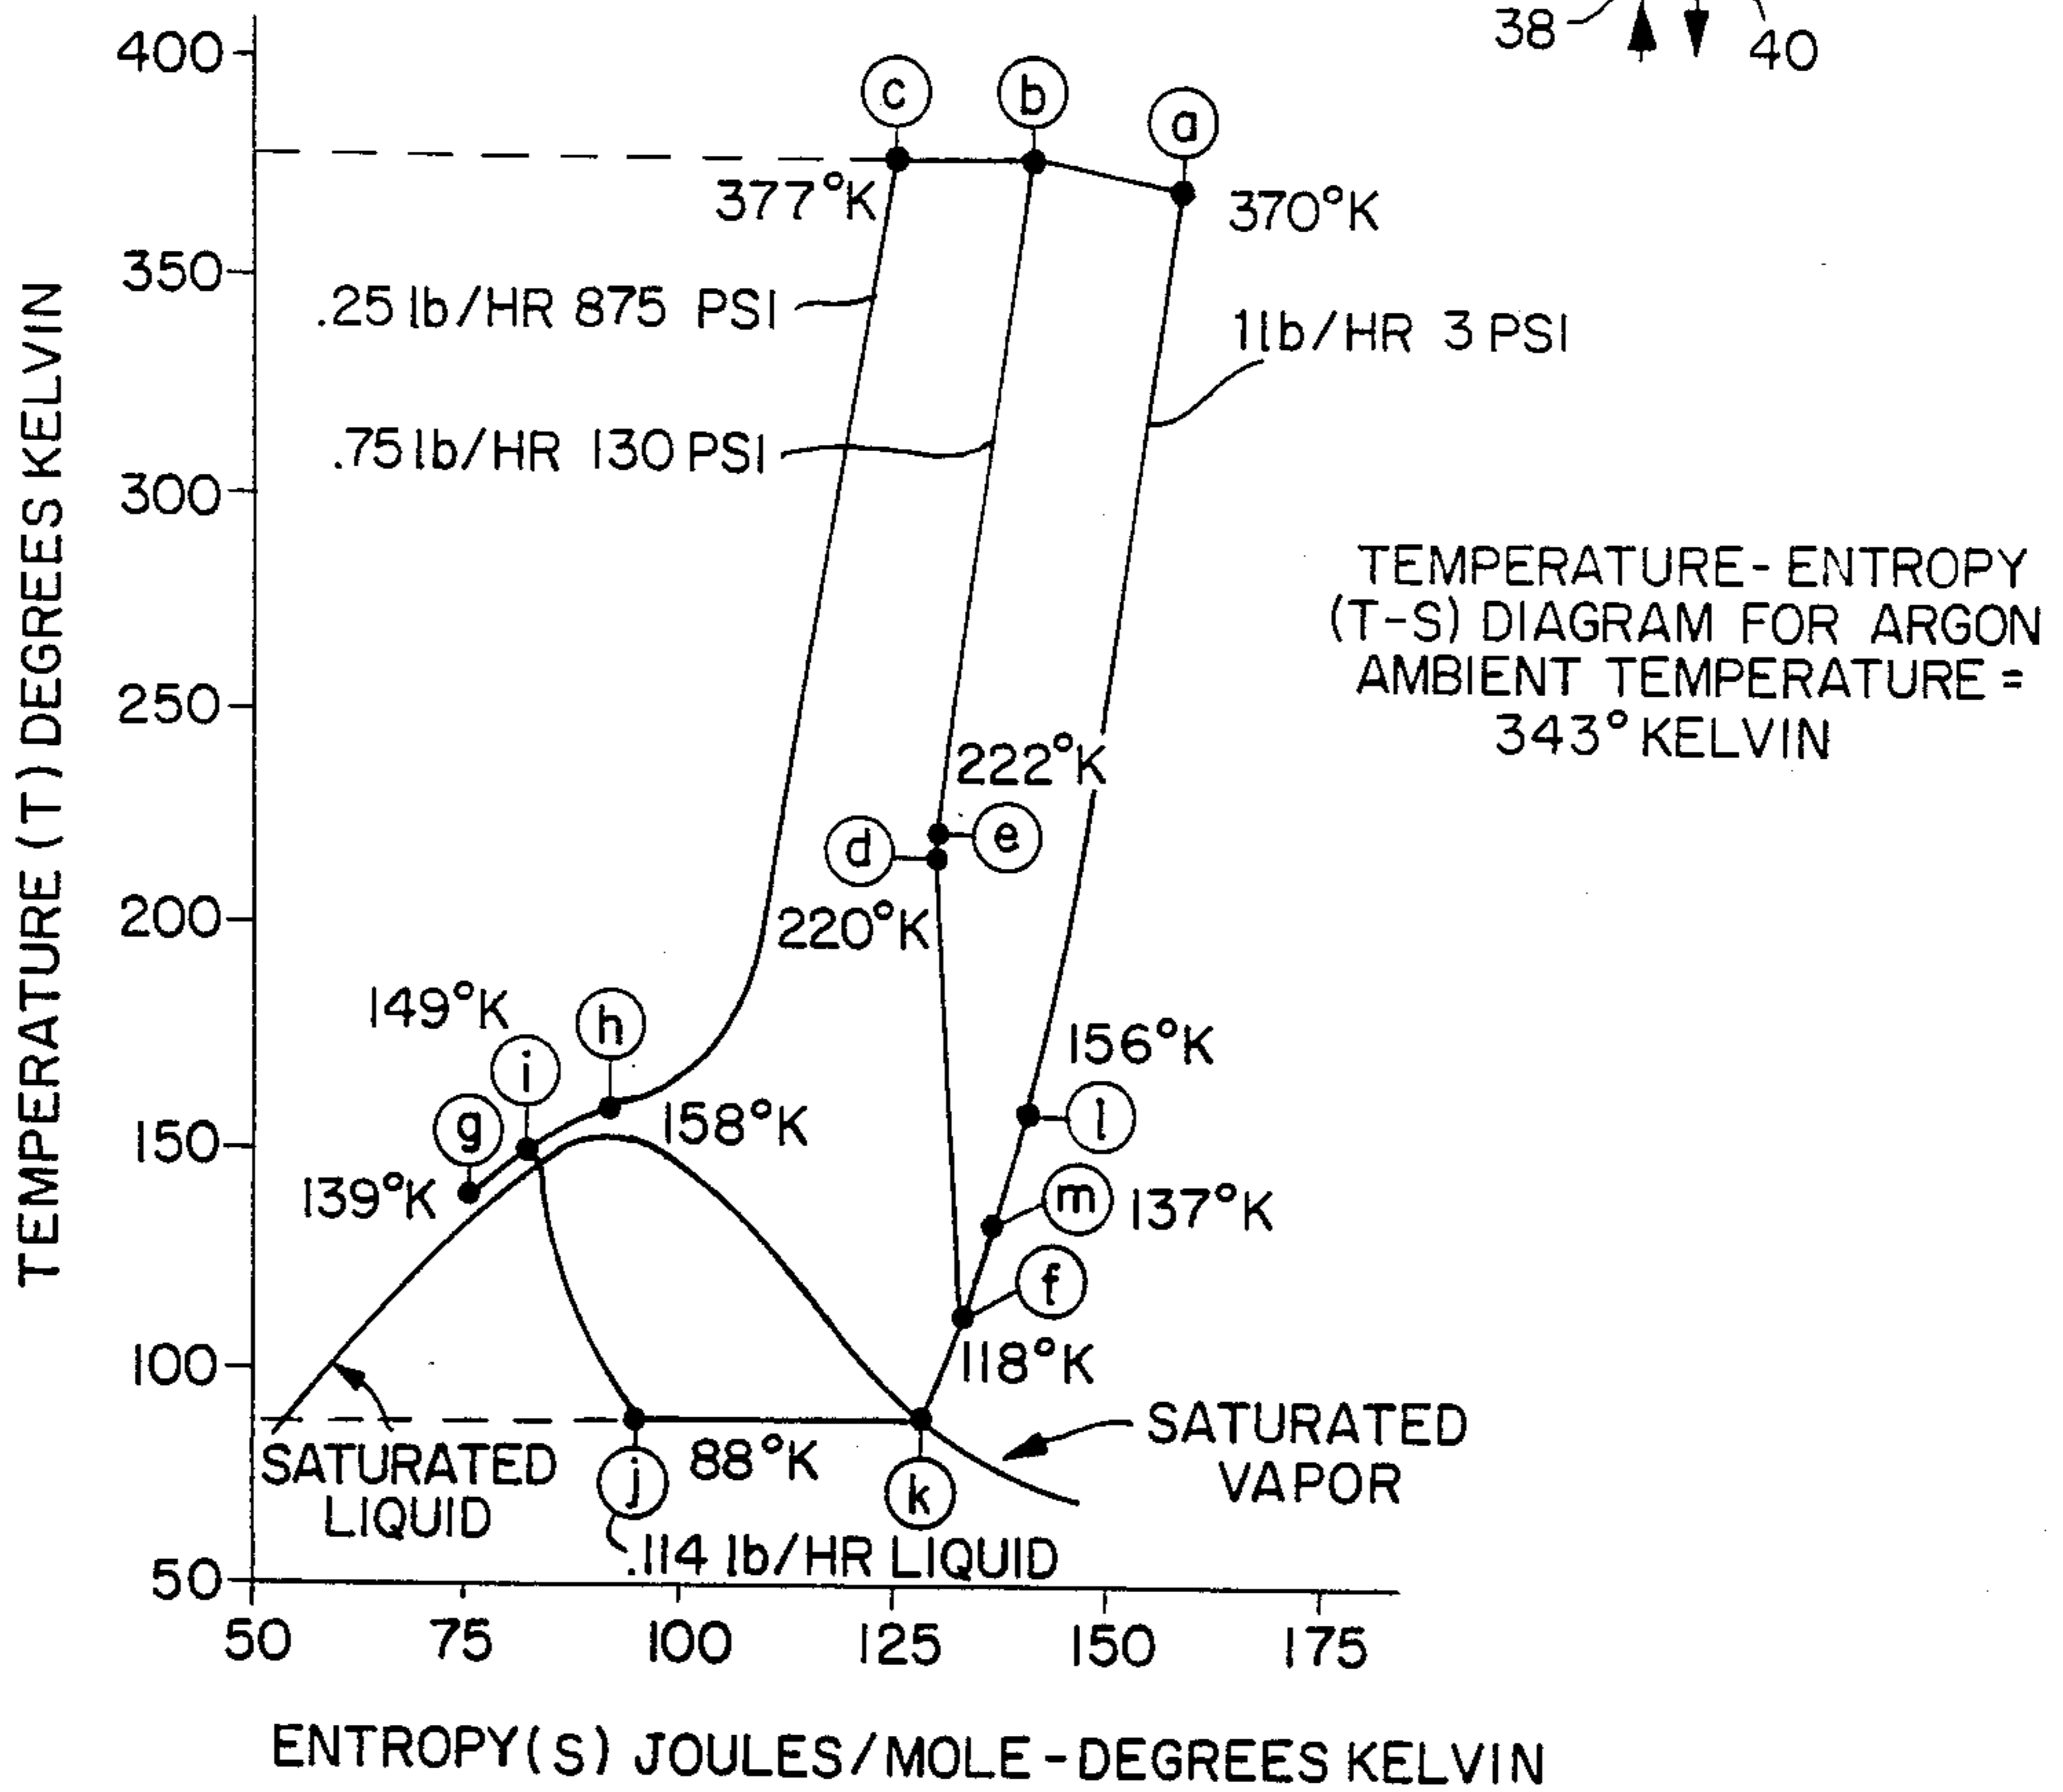 38
40
400
c
b
a
377°K
370°K
350
.25 lb/HR 875 PSI
1 lb/HR 3 PSI
.75 lb/HR 130 PSI
300
TEMPERATURE (T) DEGREES KELVIN
TEMPERATURE-ENTROPY
(T-S) DIAGRAM FOR ARGON
AMBIENT TEMPERATURE =
343° KELVIN
250
222°K
e
d
220°K
200
149°K
h
i
156°K
l
158°K
g
150
139°K
m
137°K
f
118°K
100
SATURATED
VAPOR
SATURATED
LIQUID
88°K
j
k
.114 lb/HR LIQUID
50
50
75
100
125
150
175
ENTROPY(S) JOULES/MOLE-DEGREES KELVIN